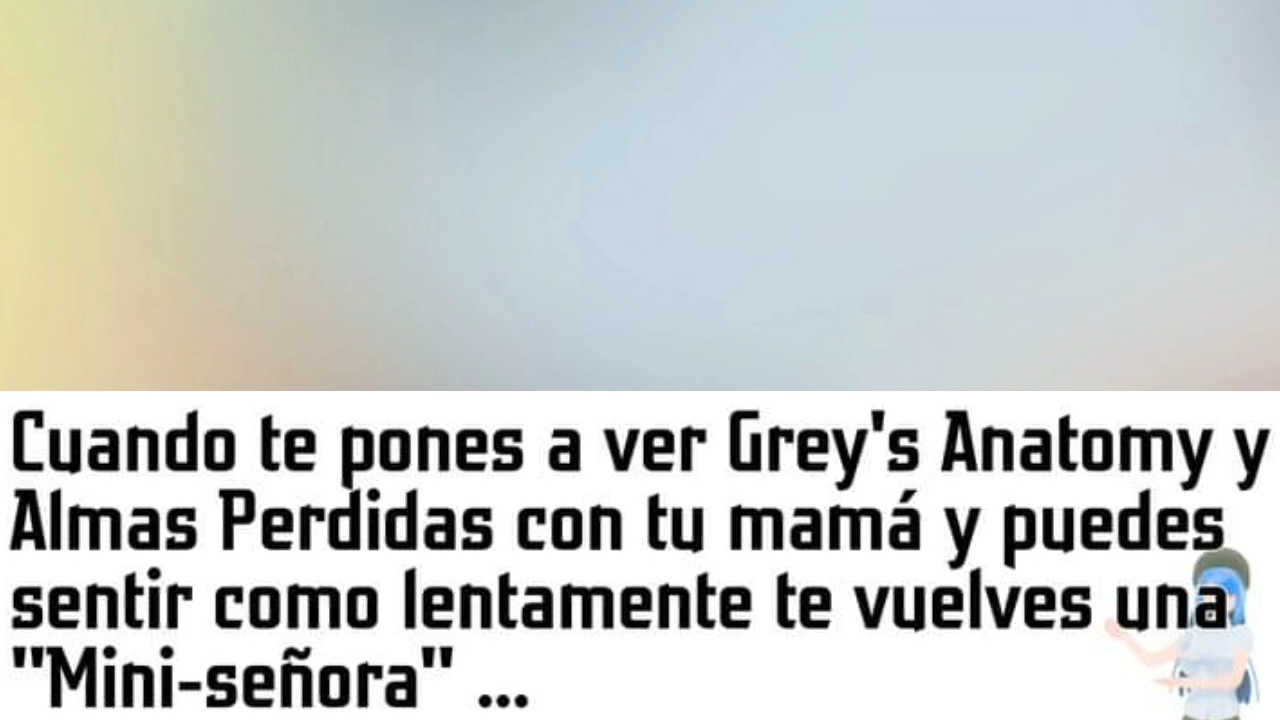 Cuando te pones a ver Grey's Anatomy y
Almas Perdidas con tu mamá y puedes
sentir como lentamente te vuelves una
"Mini-señora" ...